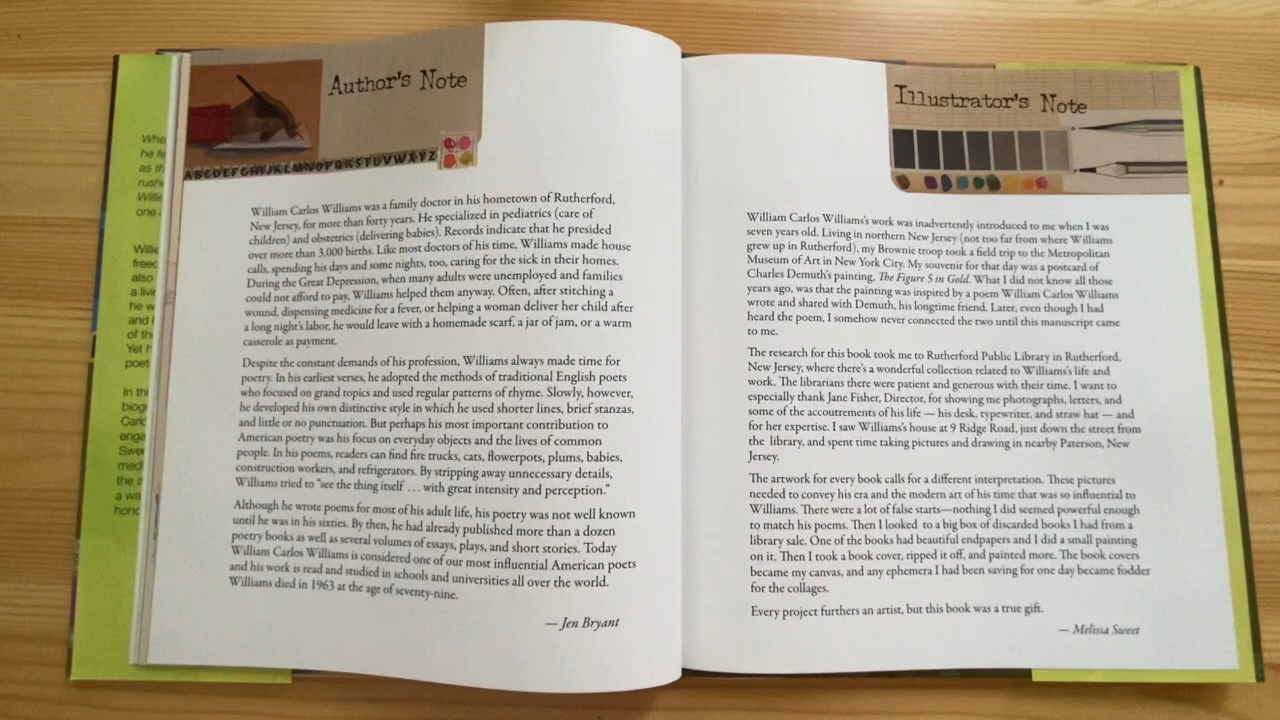 Whe
he fe
as th
rush
Willie
one a
Willie
freed
also
a livin
he w
and l
of the
Yet h
poet
In thi
biog
Carlo
enga
Swee
med
the a
a wa
hono
Author's Note
ABCDEFGHIJKLMNOPQRSTUVWXYZ
William Carlos Williams was a family doctor in his hometown of Rutherford,
New Jersey, for more than forty years. He specialized in pediatrics (care of
children) and obstetrics (delivering babies). Records indicate that he presided
over more than 3,000 births. Like most doctors of his time, Williams made house
calls, spending his days and some nights, too, caring for the sick in their homes.
During the Great Depression, when many adults were unemployed and families
could not afford to pay, Williams helped them anyway. Often, after stitching a
wound, dispensing medicine for a fever, or helping a woman deliver her child after
a long night's labor, he would leave with a homemade scarf, a jar of jam, or a warm
casserole as payment.
Despite the constant demands of his profession, Williams always made time for
poetry. In his earliest verses, he adopted the methods of traditional English poets
who focused on grand topics and used regular patterns of rhyme. Slowly, however,
he developed his own distinctive style in which he used shorter lines, brief stanzas,
and little or no punctuation. But perhaps his most important contribution to
American poetry was his focus on everyday objects and the lives of common
people. In his poems, readers can find fire trucks, cats, flowerpots, plums, babies,
construction workers, and refrigerators. By stripping away unnecessary details,
Williams tried to "see the thing itself . . . with great intensity and perception."
Although he wrote poems for most of his adult life, his poetry was not well known
until he was in his sixties. By then, he had already published more than a dozen
poetry books as well as several volumes of essays, plays, and short stories. Today
William Carlos Williams is considered one of our most influential American poets
and his work is read and studied in schools and universities all over the world.
Williams died in 1963 at the age of seventy-nine.
— Jen Bryant
Illustrator's Note
William Carlos Williams's work was inadvertently introduced to me when I was
seven years old. Living in northern New Jersey (not too far from where Williams
grew up in Rutherford), my Brownie troop took a field trip to the Metropolitan
Museum of Art in New York City. My souvenir for that day was a postcard of
Charles Demuth's painting, The Figure 5 in Gold. What I did not know all those
years ago, was that the painting was inspired by a poem William Carlos Williams
wrote and shared with Demuth, his longtime friend. Later, even though I had
heard the poem, I somehow never connected the two until this manuscript came
to me.
The research for this book took me to Rutherford Public Library in Rutherford,
New Jersey, where there's a wonderful collection related to Williams's life and
work. The librarians there were patient and generous with their time. I want to
especially thank Jane Fisher, Director, for showing me photographs, letters, and
some of the accoutrements of his life — his desk, typewriter, and straw hat — and
for her expertise. I saw Williams's house at 9 Ridge Road, just down the street from
the library, and spent time taking pictures and drawing in nearby Paterson, New
Jersey.
The artwork for every book calls for a different interpretation. These pictures
needed to convey his era and the modern art of his time that was so influential to
Williams. There were a lot of false starts—nothing I did seemed powerful enough
to match his poems. Then I looked to a big box of discarded books I had from a
library sale. One of the books had beautiful endpapers and I did a small painting
on it. Then I took a book cover, ripped it off, and painted more. The book covers
became my canvas, and any ephemera I had been saving for one day became fodder
for the collages.
Every project furthers an artist, but this book was a true gift.
— Melissa Sweet